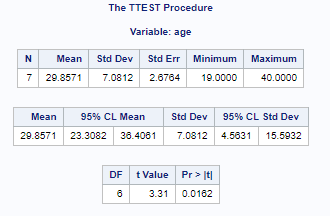 The TTEST Procedure
Variable: age
N Mean Std Dev Std Err Minimum Maximum
7 29.8571 7.0812 2.6764 19.0000 40.0000
Mean 95% CL Mean Std Dev 95% CL Std Dev
29.8571 23.3082 36.4061 7.0812 4.5631 15.5932
DF t Value Pr > |t|
6 3.31 0.0162